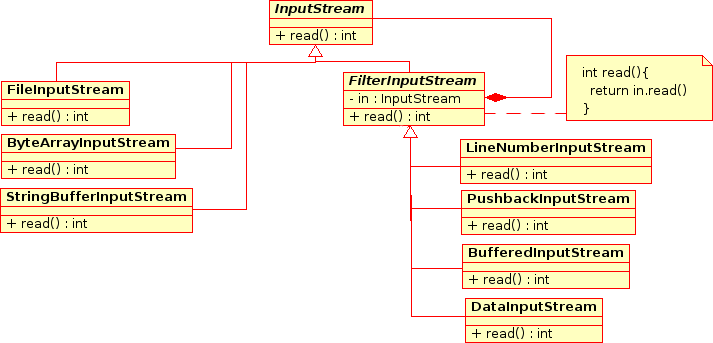 InputStream
+ read() : int
FileInputStream
+ read() : int
ByteArrayInputStream
+ read() : int
StringBufferInputStream
+ read() : int
FilterInputStream
- in : InputStream
+ read() : int
int read(){
return in.read()
}
LineNumberInputStream
+ read() : int
PushbackInputStream
+ read() : int
BufferedInputStream
+ read() : int
DataInputStream
+ read() : int